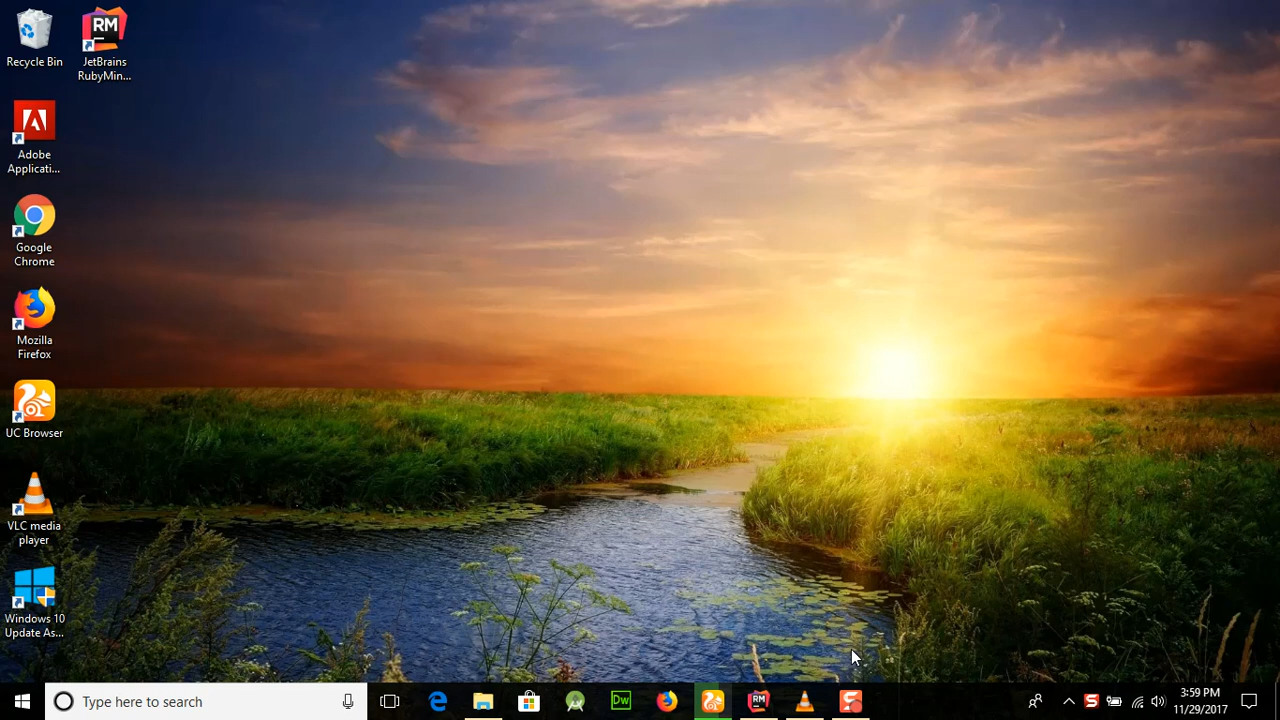 Recycle Bin
RM
JetBrains
RubyMin...
Adobe
Applicati...
Google
Chrome
Mozilla
Firefox
UC Browser
VLC media
player
Windows 10
Update As...
Type here to search
Dw
RM
3:59 PM
11/29/2017